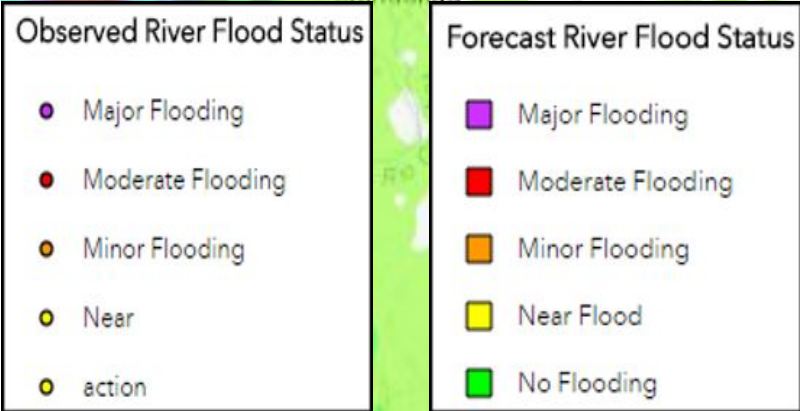 Observed River Flood Status
Major Flooding
Moderate Flooding
Minor Flooding
Near
action
Forecast River Flood Status
Major Flooding
Moderate Flooding
Minor Flooding
Near Flood
No Flooding